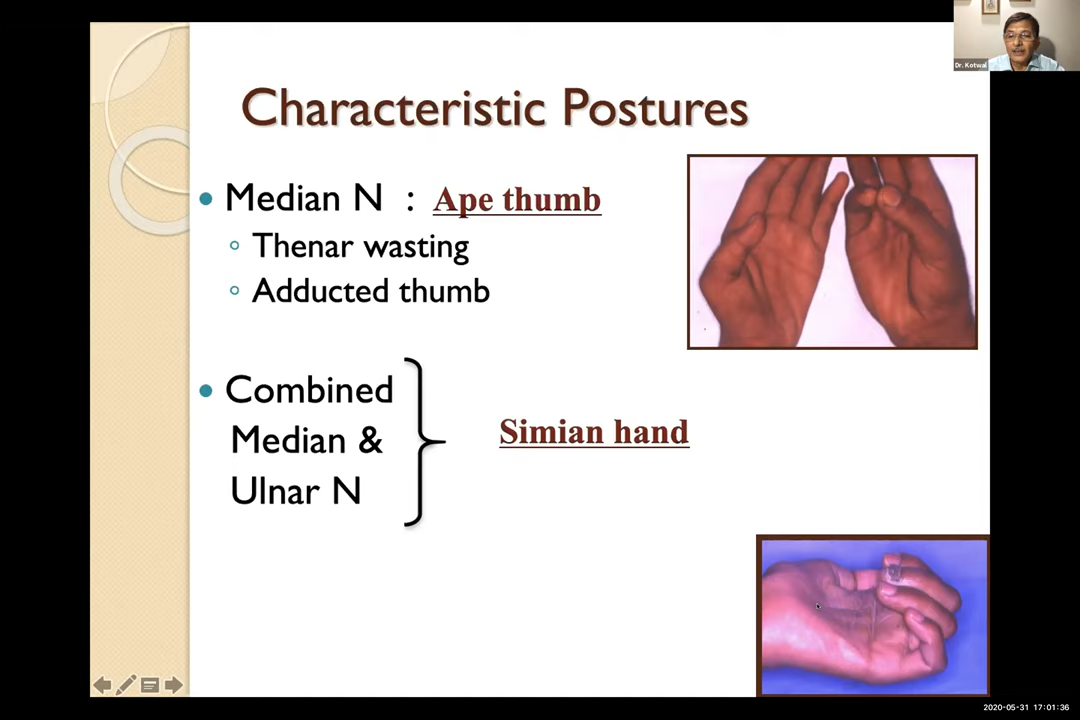 Dr. Kotwal
Characteristic Postures
Median N : Ape thumb
Thenar wasting
Adducted thumb
Combined
Median &
Ulnar N
Simian hand
2020-05-31 17:01:36